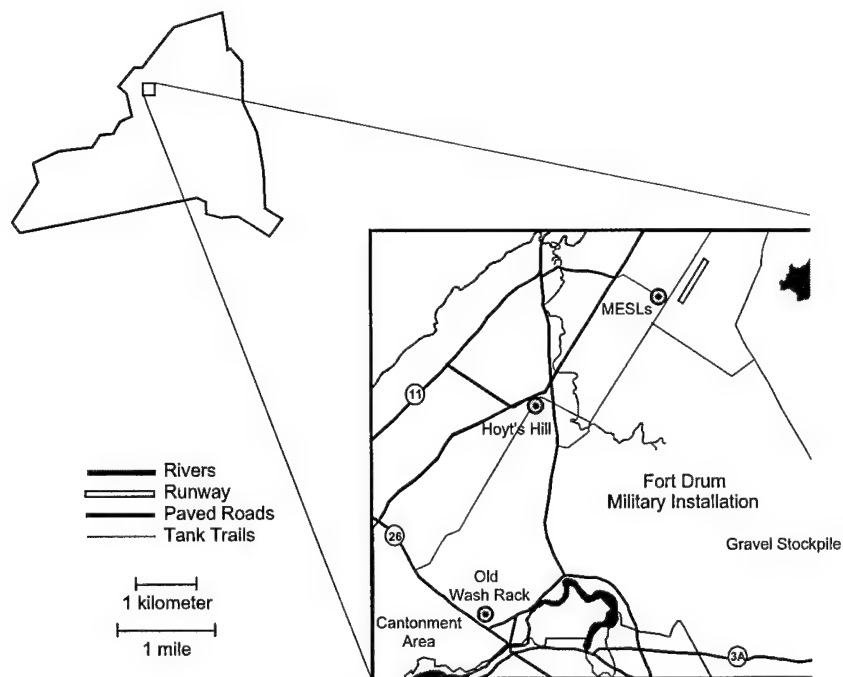 MESLs
11
Hoyt's Hill
Fort Drum
Military Installation
Gravel Stockpile
26
Old
Wash Rack
Cantonment
Area
3A
Rivers
Runway
Paved Roads
Tank Trails
1 kilometer
1 mile